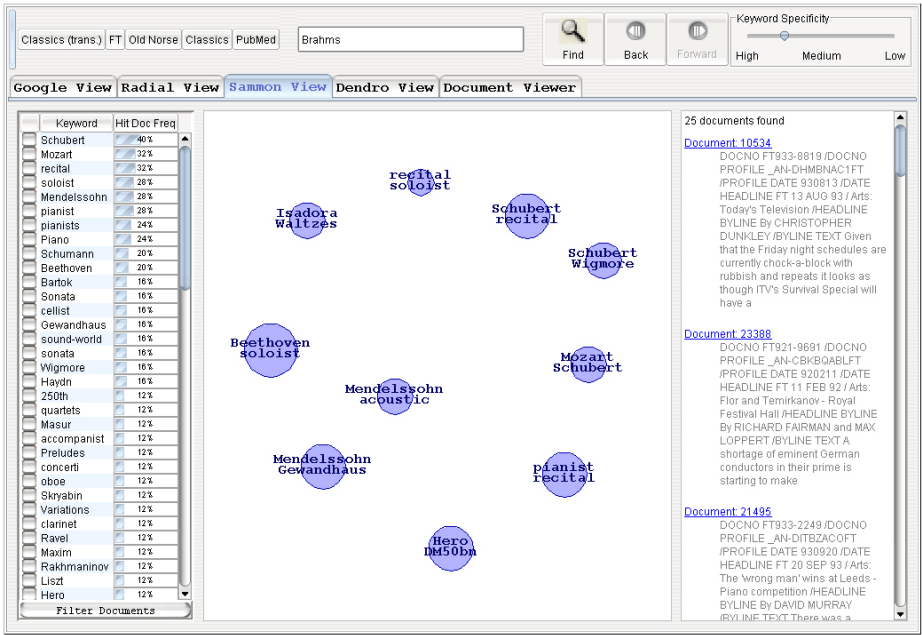 Classics (trans.) FT Old Norse Classics PubMed
Brahms
Find
Back
Forward
Keyword Specificity
High Medium Low
Google View Radial View Sammon View Dendro View Document Viewer
Keyword Hit Doc Freq
Schubert 40%
Mozart 32%
recital 32%
soloist 28%
Mendelssohn 28%
pianist 28%
pianists 24%
Piano 24%
Schumann 20%
Beethoven 20%
Bartok 16%
Sonata 16%
cellist 16%
Gewandhaus 16%
sound-world 16%
sonata 16%
Wigmore 16%
Haydn 16%
250th 12%
quartets 12%
Masur 12%
accompanist 12%
Preludes 12%
concerti 12%
oboe 12%
Skryabin 12%
Variations 12%
clarinet 12%
Ravel 12%
Maxim 12%
Rakhmaninov 12%
Liszt 12%
Hero 12%
Filter Documents
recital
soloist
Isadora
Waltzes
Schubert
recital
Schubert
Wigmore
Beethoven
soloist
Mozart
Schubert
Mendelssohn
acoustic
Mendelssohn
Gewandhaus
pianist
recital
Hero
DM50bn
25 documents found
Document: 10534
DOCNO FT933-8819 /DOCNO
PROFILE _AN-DHMBNAC1FT
/PROFILE DATE 930813 /DATE
HEADLINE FT 13 AUG 93 / Arts:
Today's Television /HEADLINE
BYLINE By CHRISTOPHER
DUNKLEY /BYLINE TEXT Given
that the Friday night schedules are
currently chock-a-block with
rubbish and repeats it looks as
though ITV's Survival Special will
have a
Document: 23388
DOCNO FT921-9691 /DOCNO
PROFILE _AN-CBKBQABLFT
/PROFILE DATE 920211 /DATE
HEADLINE FT 11 FEB 92 / Arts:
Flor and Temirkanov - Royal
Festival Hall /HEADLINE BYLINE
By RICHARD FAIRMAN and MAX
LOPPERT /BYLINE TEXT A
shortage of eminent German
conductors in their prime is
starting to make
Document: 21495
DOCNO FT933-2249 /DOCNO
PROFILE _AN-DITBZACOFT
/PROFILE DATE 930920 /DATE
HEADLINE FT 20 SEP 93 / Arts:
The 'wrong man' wins at Leeds -
Piano competition /HEADLINE
BYLINE By DAVID MURRAY
/BYLINE TEXT There was a